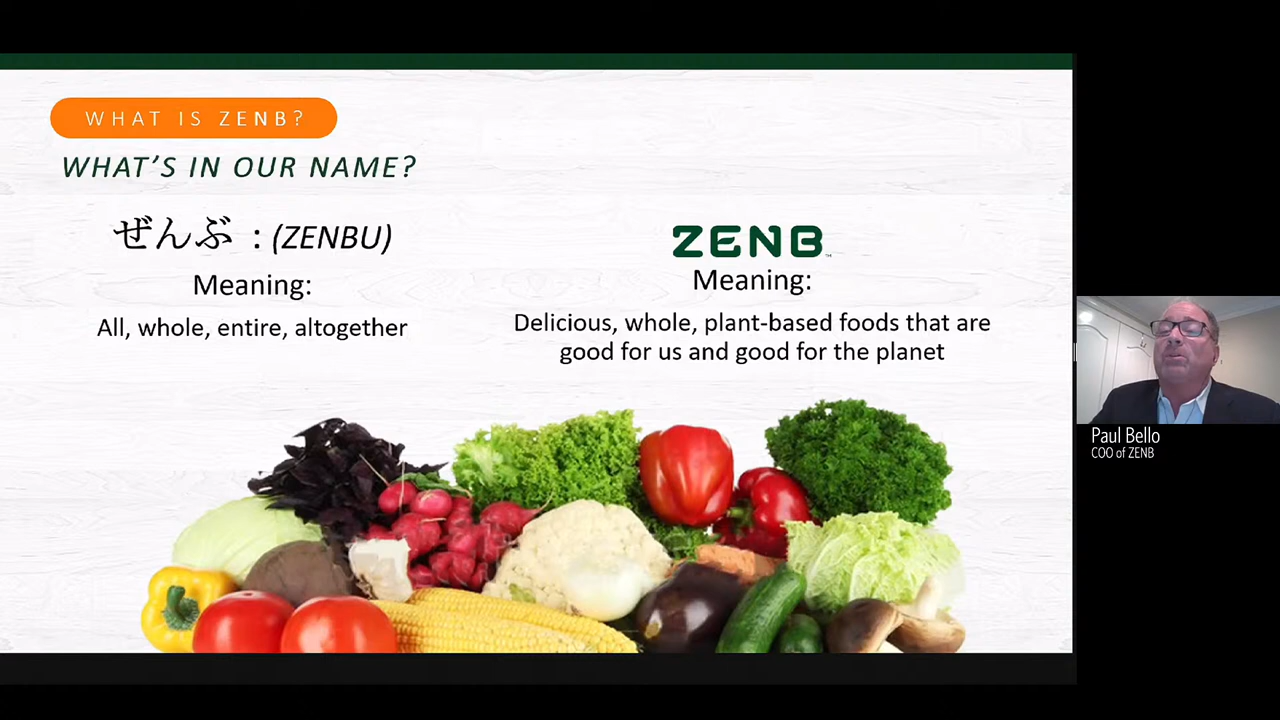 WHAT IS ZENB?
WHAT'S IN OUR NAME?
ぜんぶ : (ZENBU)
Meaning:
All, whole, entire, altogether
ZENB™
Meaning:
Delicious, whole, plant-based foods that are
good for us and good for the planet
Paul Bello
COO of ZENB